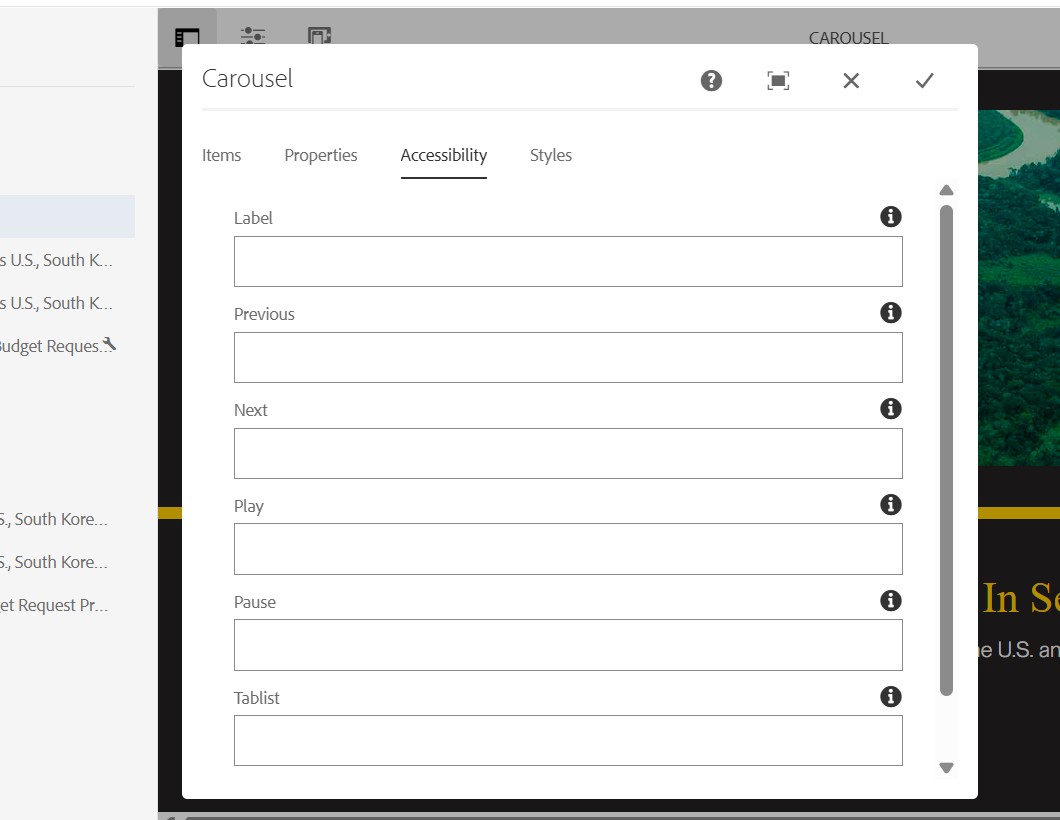 CAROUSEL
Carousel
Items Properties Accessibility Styles
Label
Previous
Next
Play
Pause
Tablist
s U.S., South K...
s U.S., South K...
Budget Reques...
S., South Kore...
S., South Kore...
et Request Pr...
In Se
he U.S. an